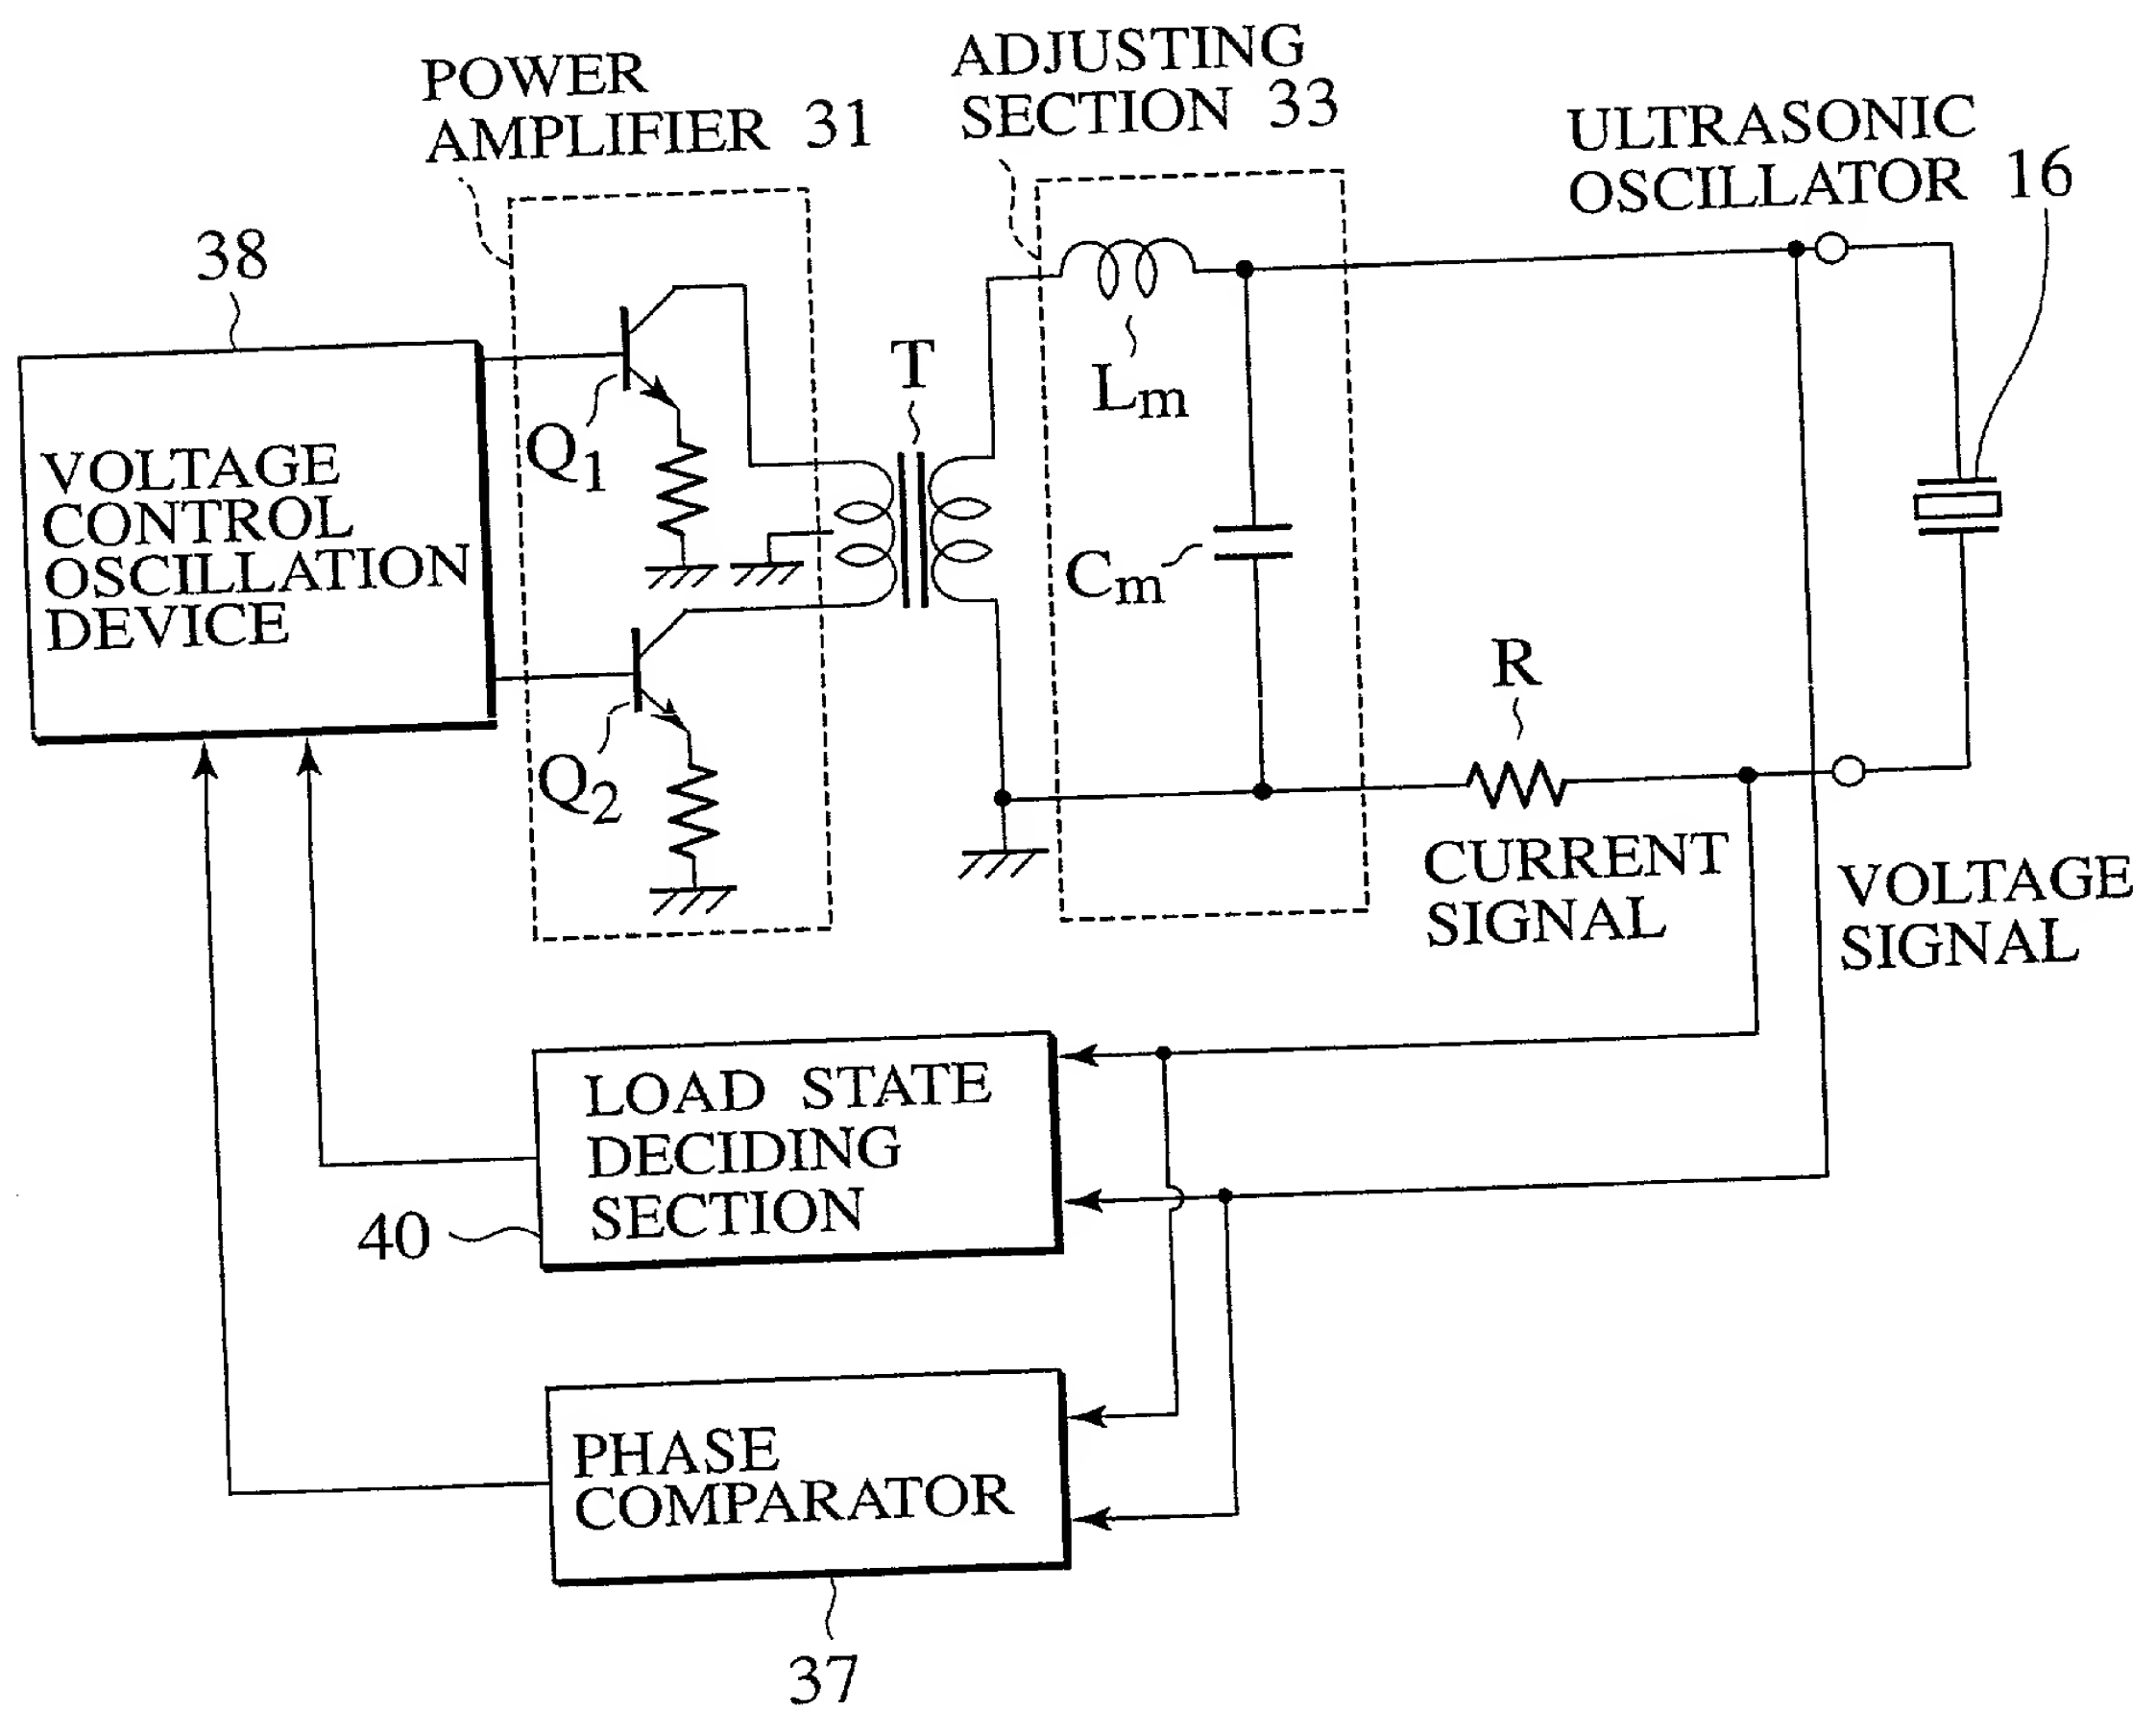 POWER
AMPLIFIER 31
ADJUSTING
SECTION 33
ULTRASONIC
OSCILLATOR 16
38
VOLTAGE
CONTROL
OSCILLATION
DEVICE
Q1
Q2
T
Lm
Cm
R
CURRENT
SIGNAL
VOLTAGE
SIGNAL
LOAD STATE
DECIDING
SECTION
40
PHASE
COMPARATOR
37